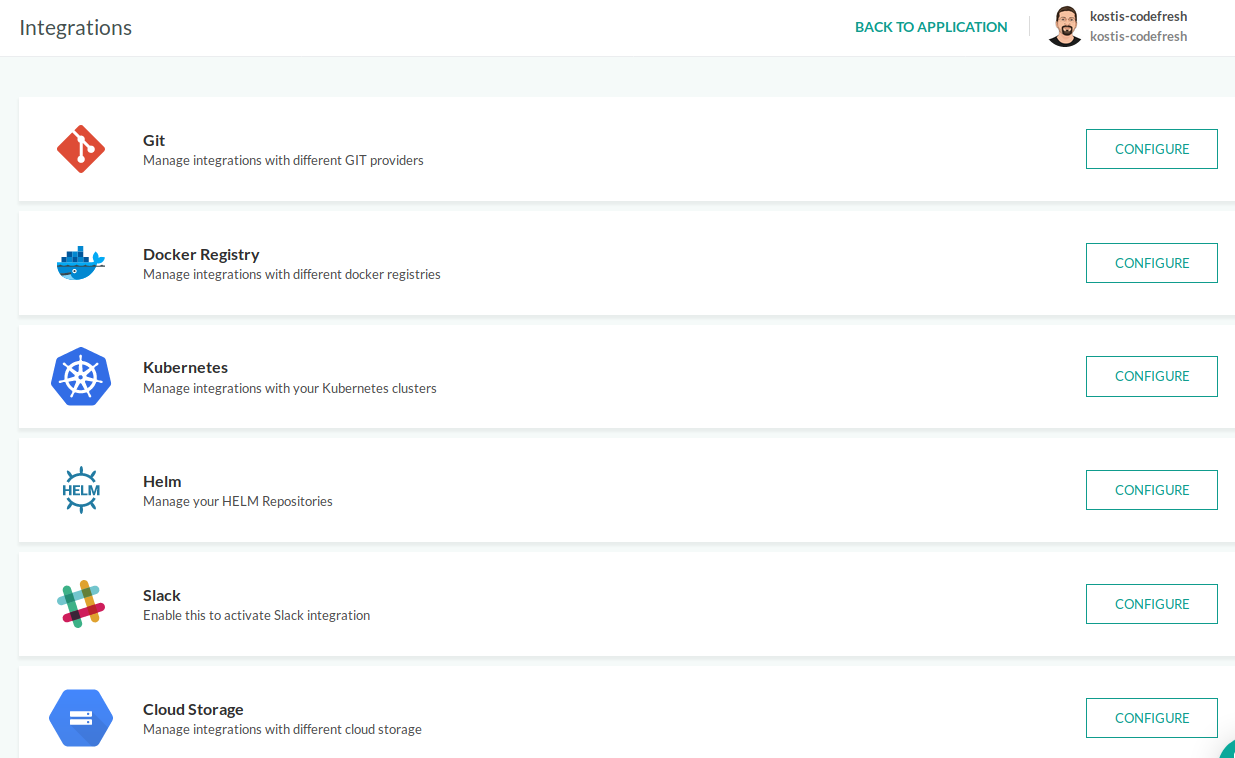 Integrations
BACK TO APPLICATION
kostis-codefresh
kostis-codefresh
Git
Manage integrations with different GIT providers
CONFIGURE
Docker Registry
Manage integrations with different docker registries
CONFIGURE
Kubernetes
Manage integrations with your Kubernetes clusters
CONFIGURE
HELM
Helm
Manage your HELM Repositories
CONFIGURE
Slack
Enable this to activate Slack integration
CONFIGURE
Cloud Storage
Manage integrations with different cloud storage
CONFIGURE